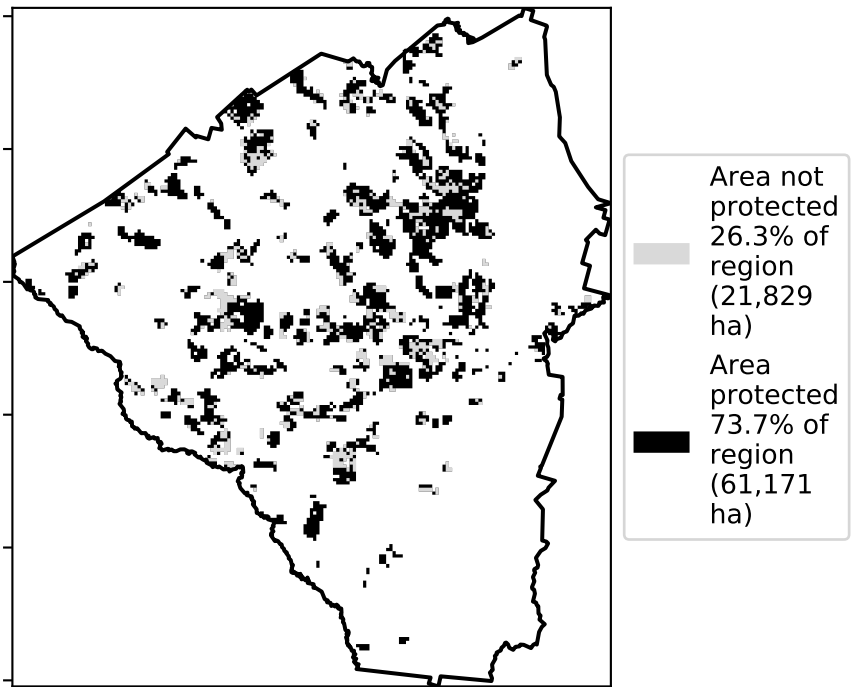 Area not
protected
26.3% of
region
(21,829
ha)
Area
protected
73.7% of
region
(61,171
ha)